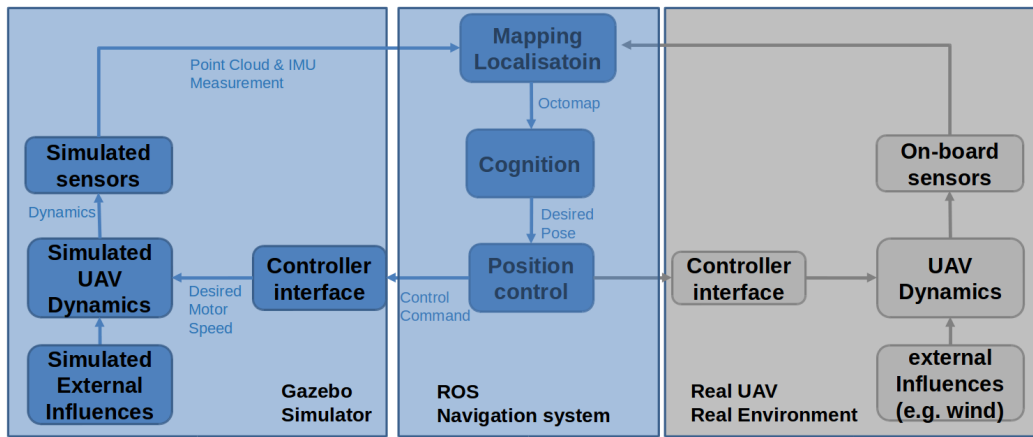 Mapping
Localisatoin
Point Cloud & IMU
Measurement
Octomap
Simulated
sensors
Cognition
On-board
sensors
Dynamics
Desired
Pose
Simulated
UAV
Dynamics
Desired
Motor
Speed
Controller
interface
Control
Command
Position
control
Controller
interface
UAV
Dynamics
Simulated
External
Influences
Gazebo
Simulator
ROS
Navigation system
Real UAV
Real Environment
external
Influences
(e.g. wind)